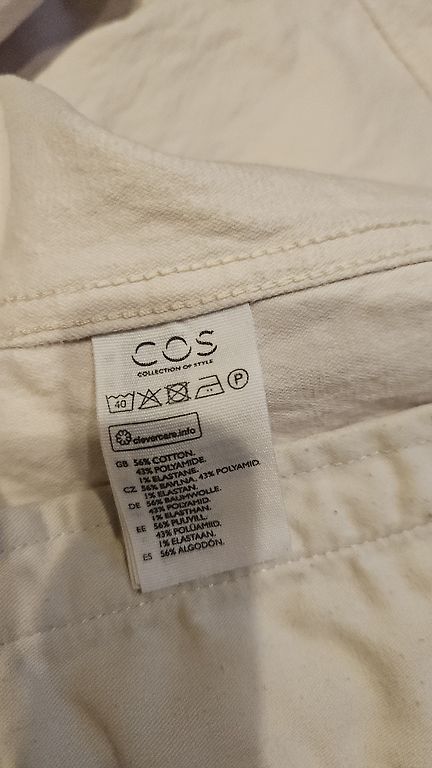 COS
COLLECTION OF STYLE
40 P
clevercare.info
GB 56% COTTON.
43% POLYAMIDE.
1% ELASTANE.
CZ 56% BAVLNA. 43% POLYAMID.
1% ELASTAN.
DE 56% BAUMWOLLE.
43% POLYAMID.
1% ELASTHAN.
EE 56% PUUVILL.
43% POLÜAMIID.
1% ELASTAAN.
ES 56% ALGODÓN.